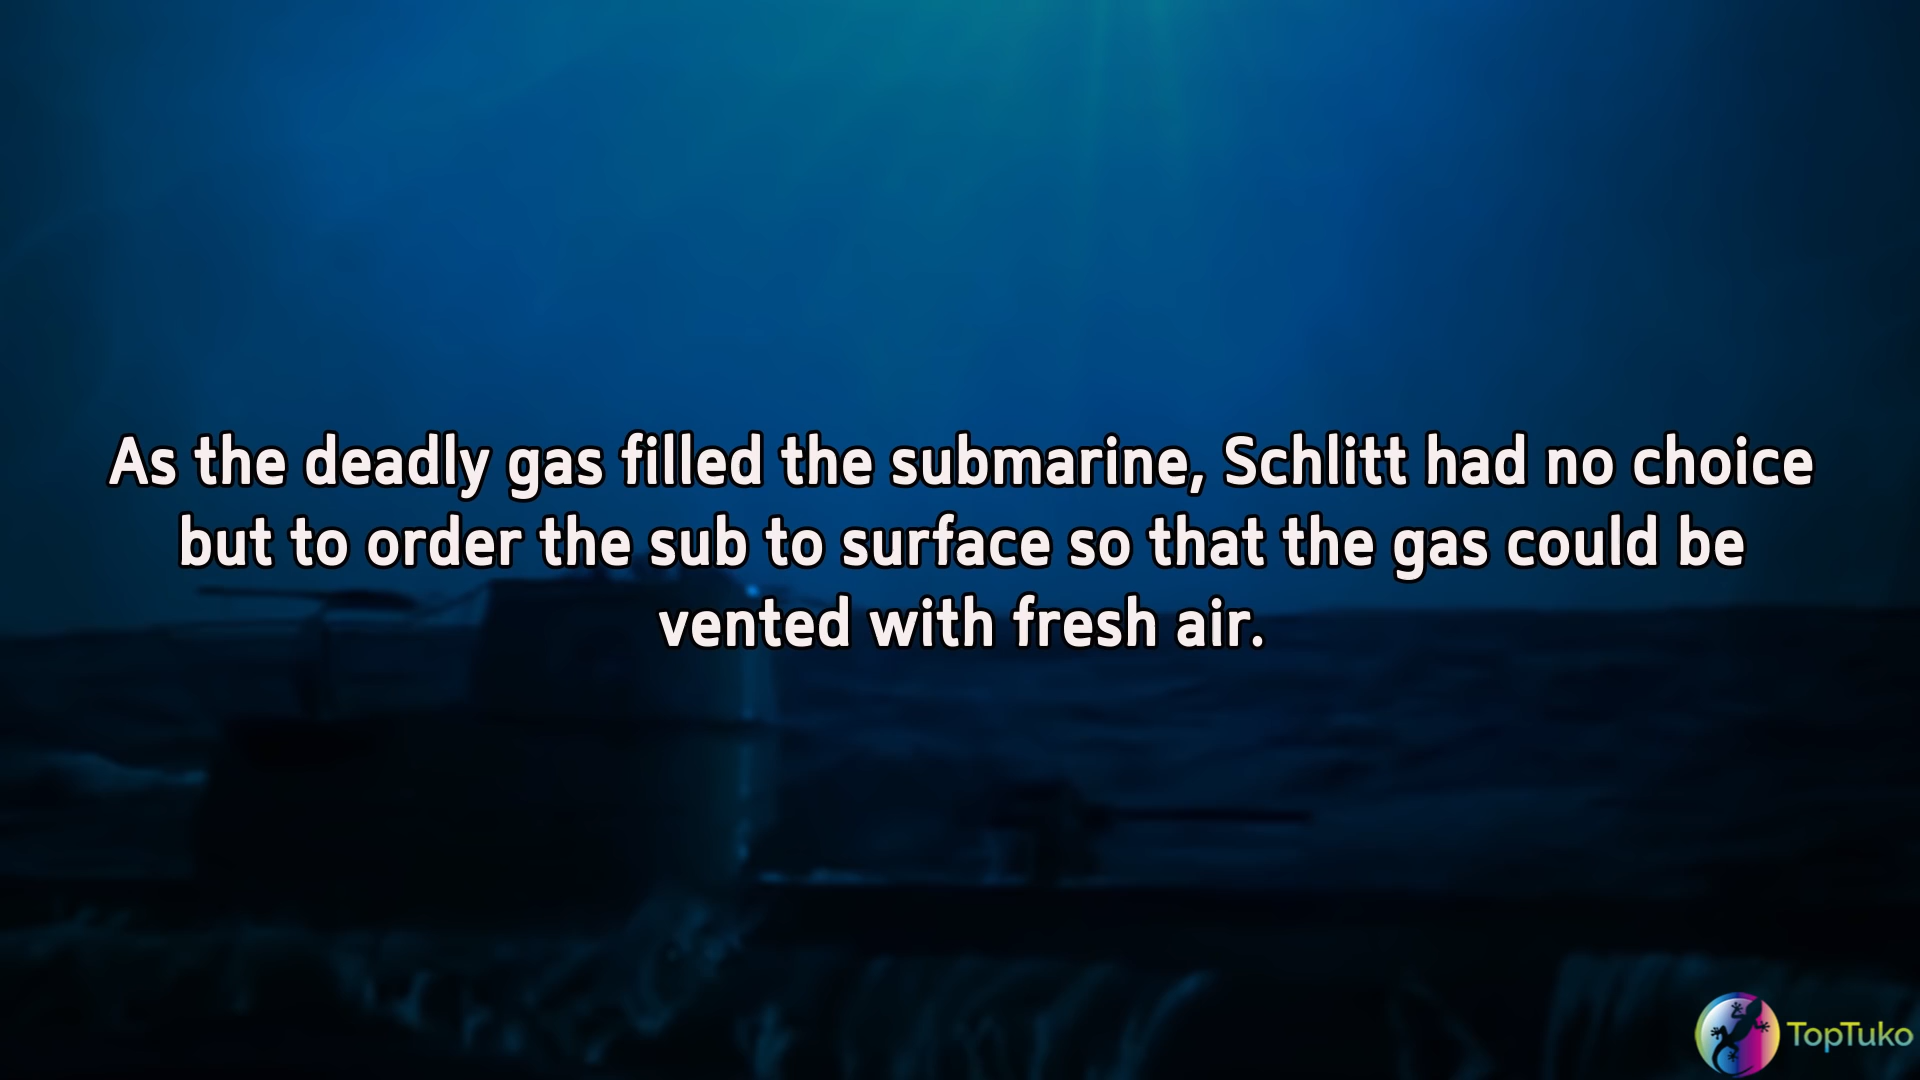 As the deadly gas filled the submarine, Schlitt had no choice
but to order the sub to surface so that the gas could be
vented with fresh air.
TopTuko